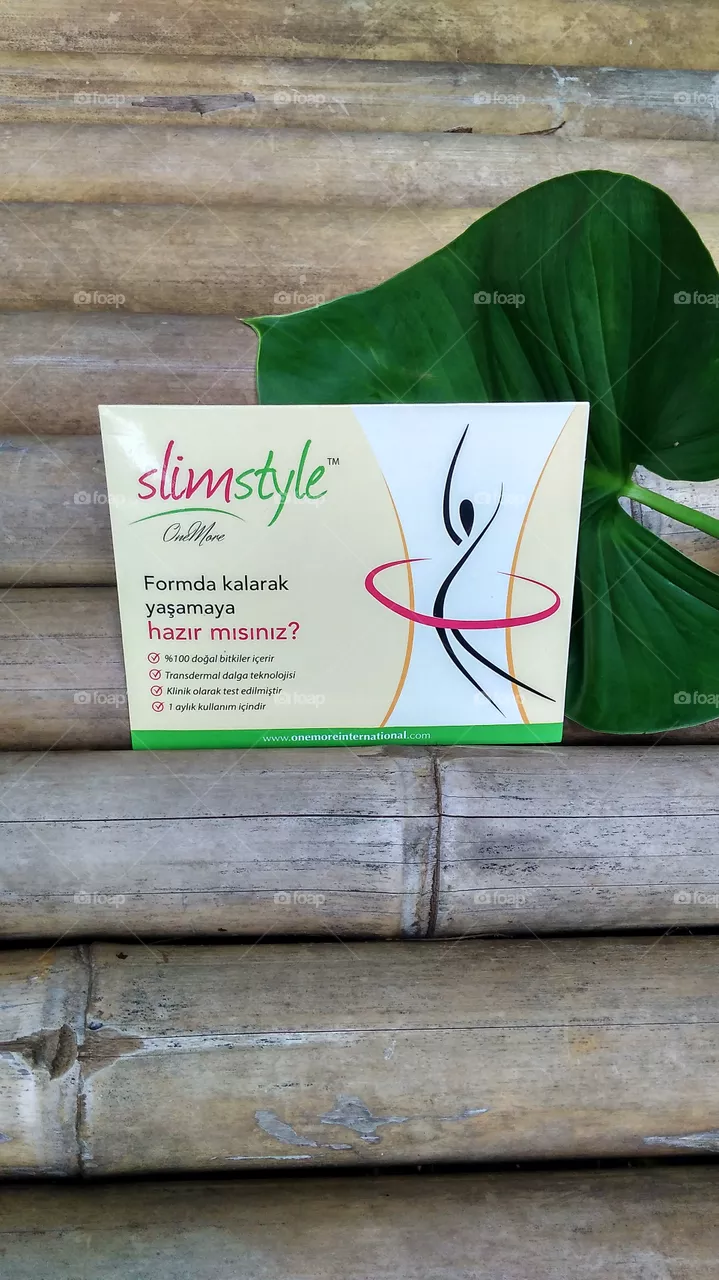 slimstyle™
OneMore
Formda kalarak
yaşamaya
hazır mısınız?
%100 doğal bitkiler içerir
Transdermal dalga teknolojisi
Klinik olarak test edilmiştir
1 aylık kullanım içindir
www.onemoreinternational.com
foap